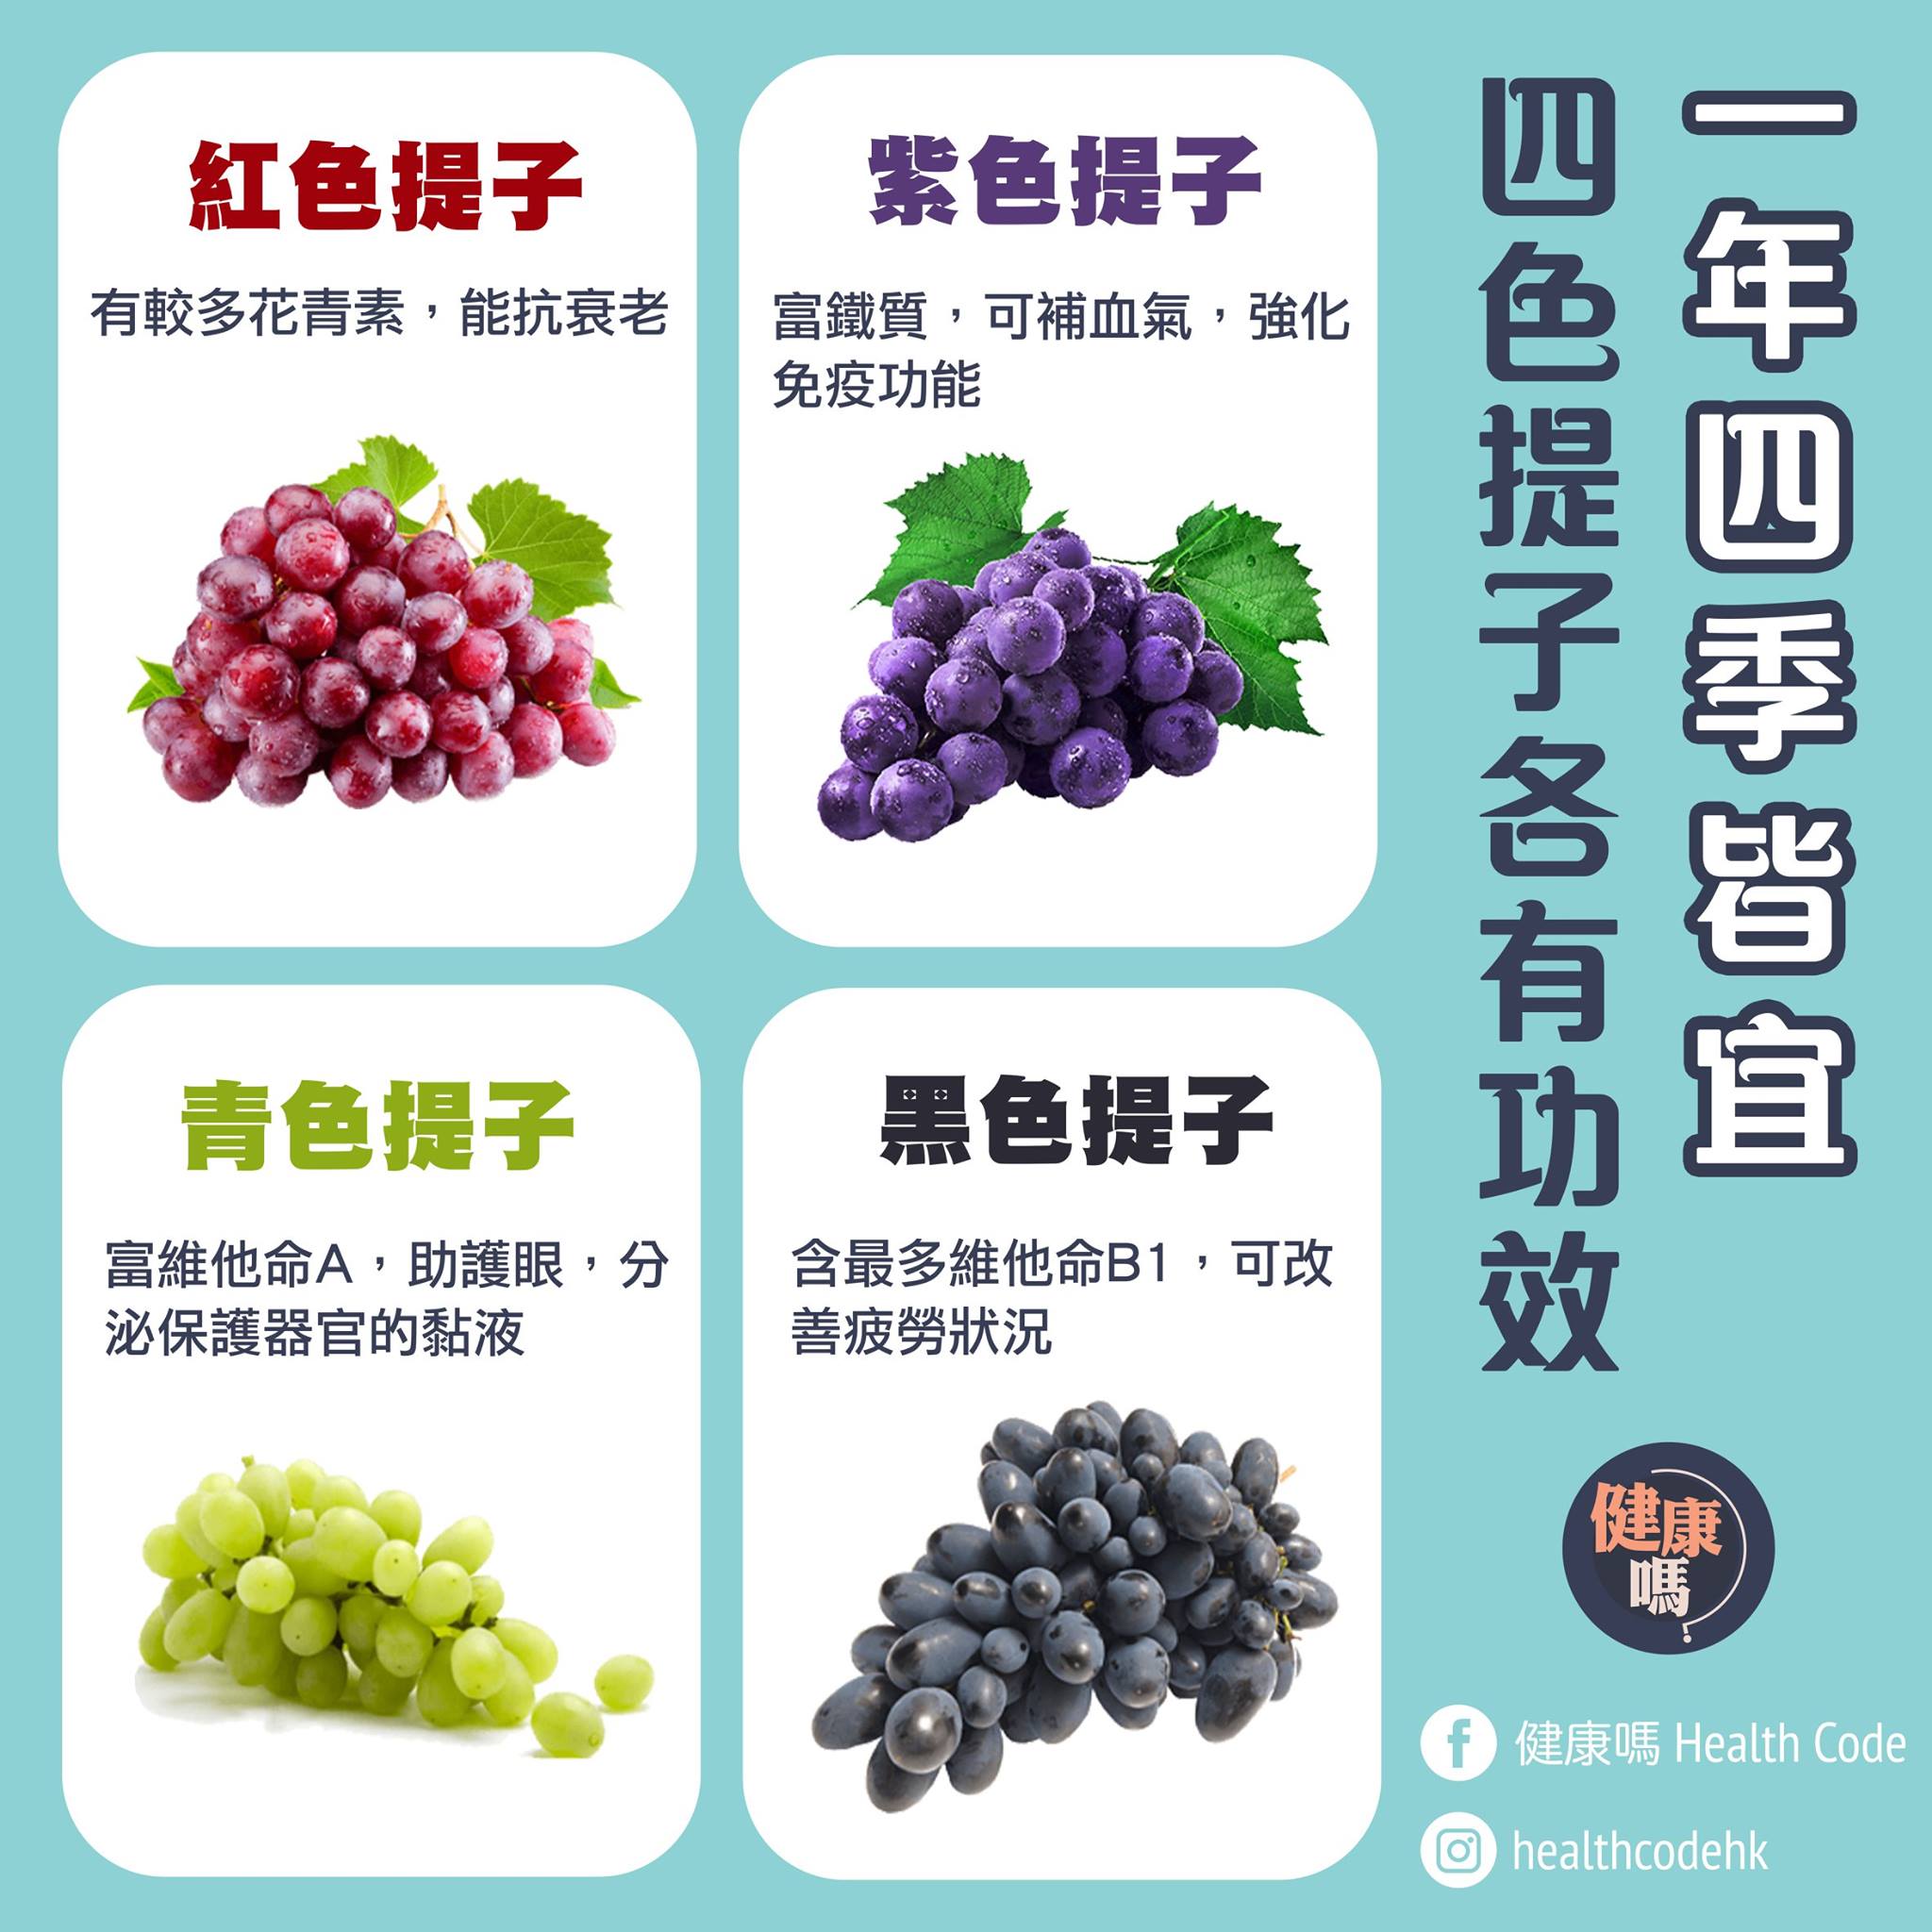 一年四季皆宜
四色提子各有功效
紅色提子
有較多花青素，能抗衰老
紫色提子
富鐵質，可補血氣，強化
免疫功能
青色提子
富維他命A，助護眼，分
泌保護器官的黏液
黑色提子
含最多維他命B1，可改
善疲勞狀況
健康
嗎?
健康嗎 Health Code
healthcodehk